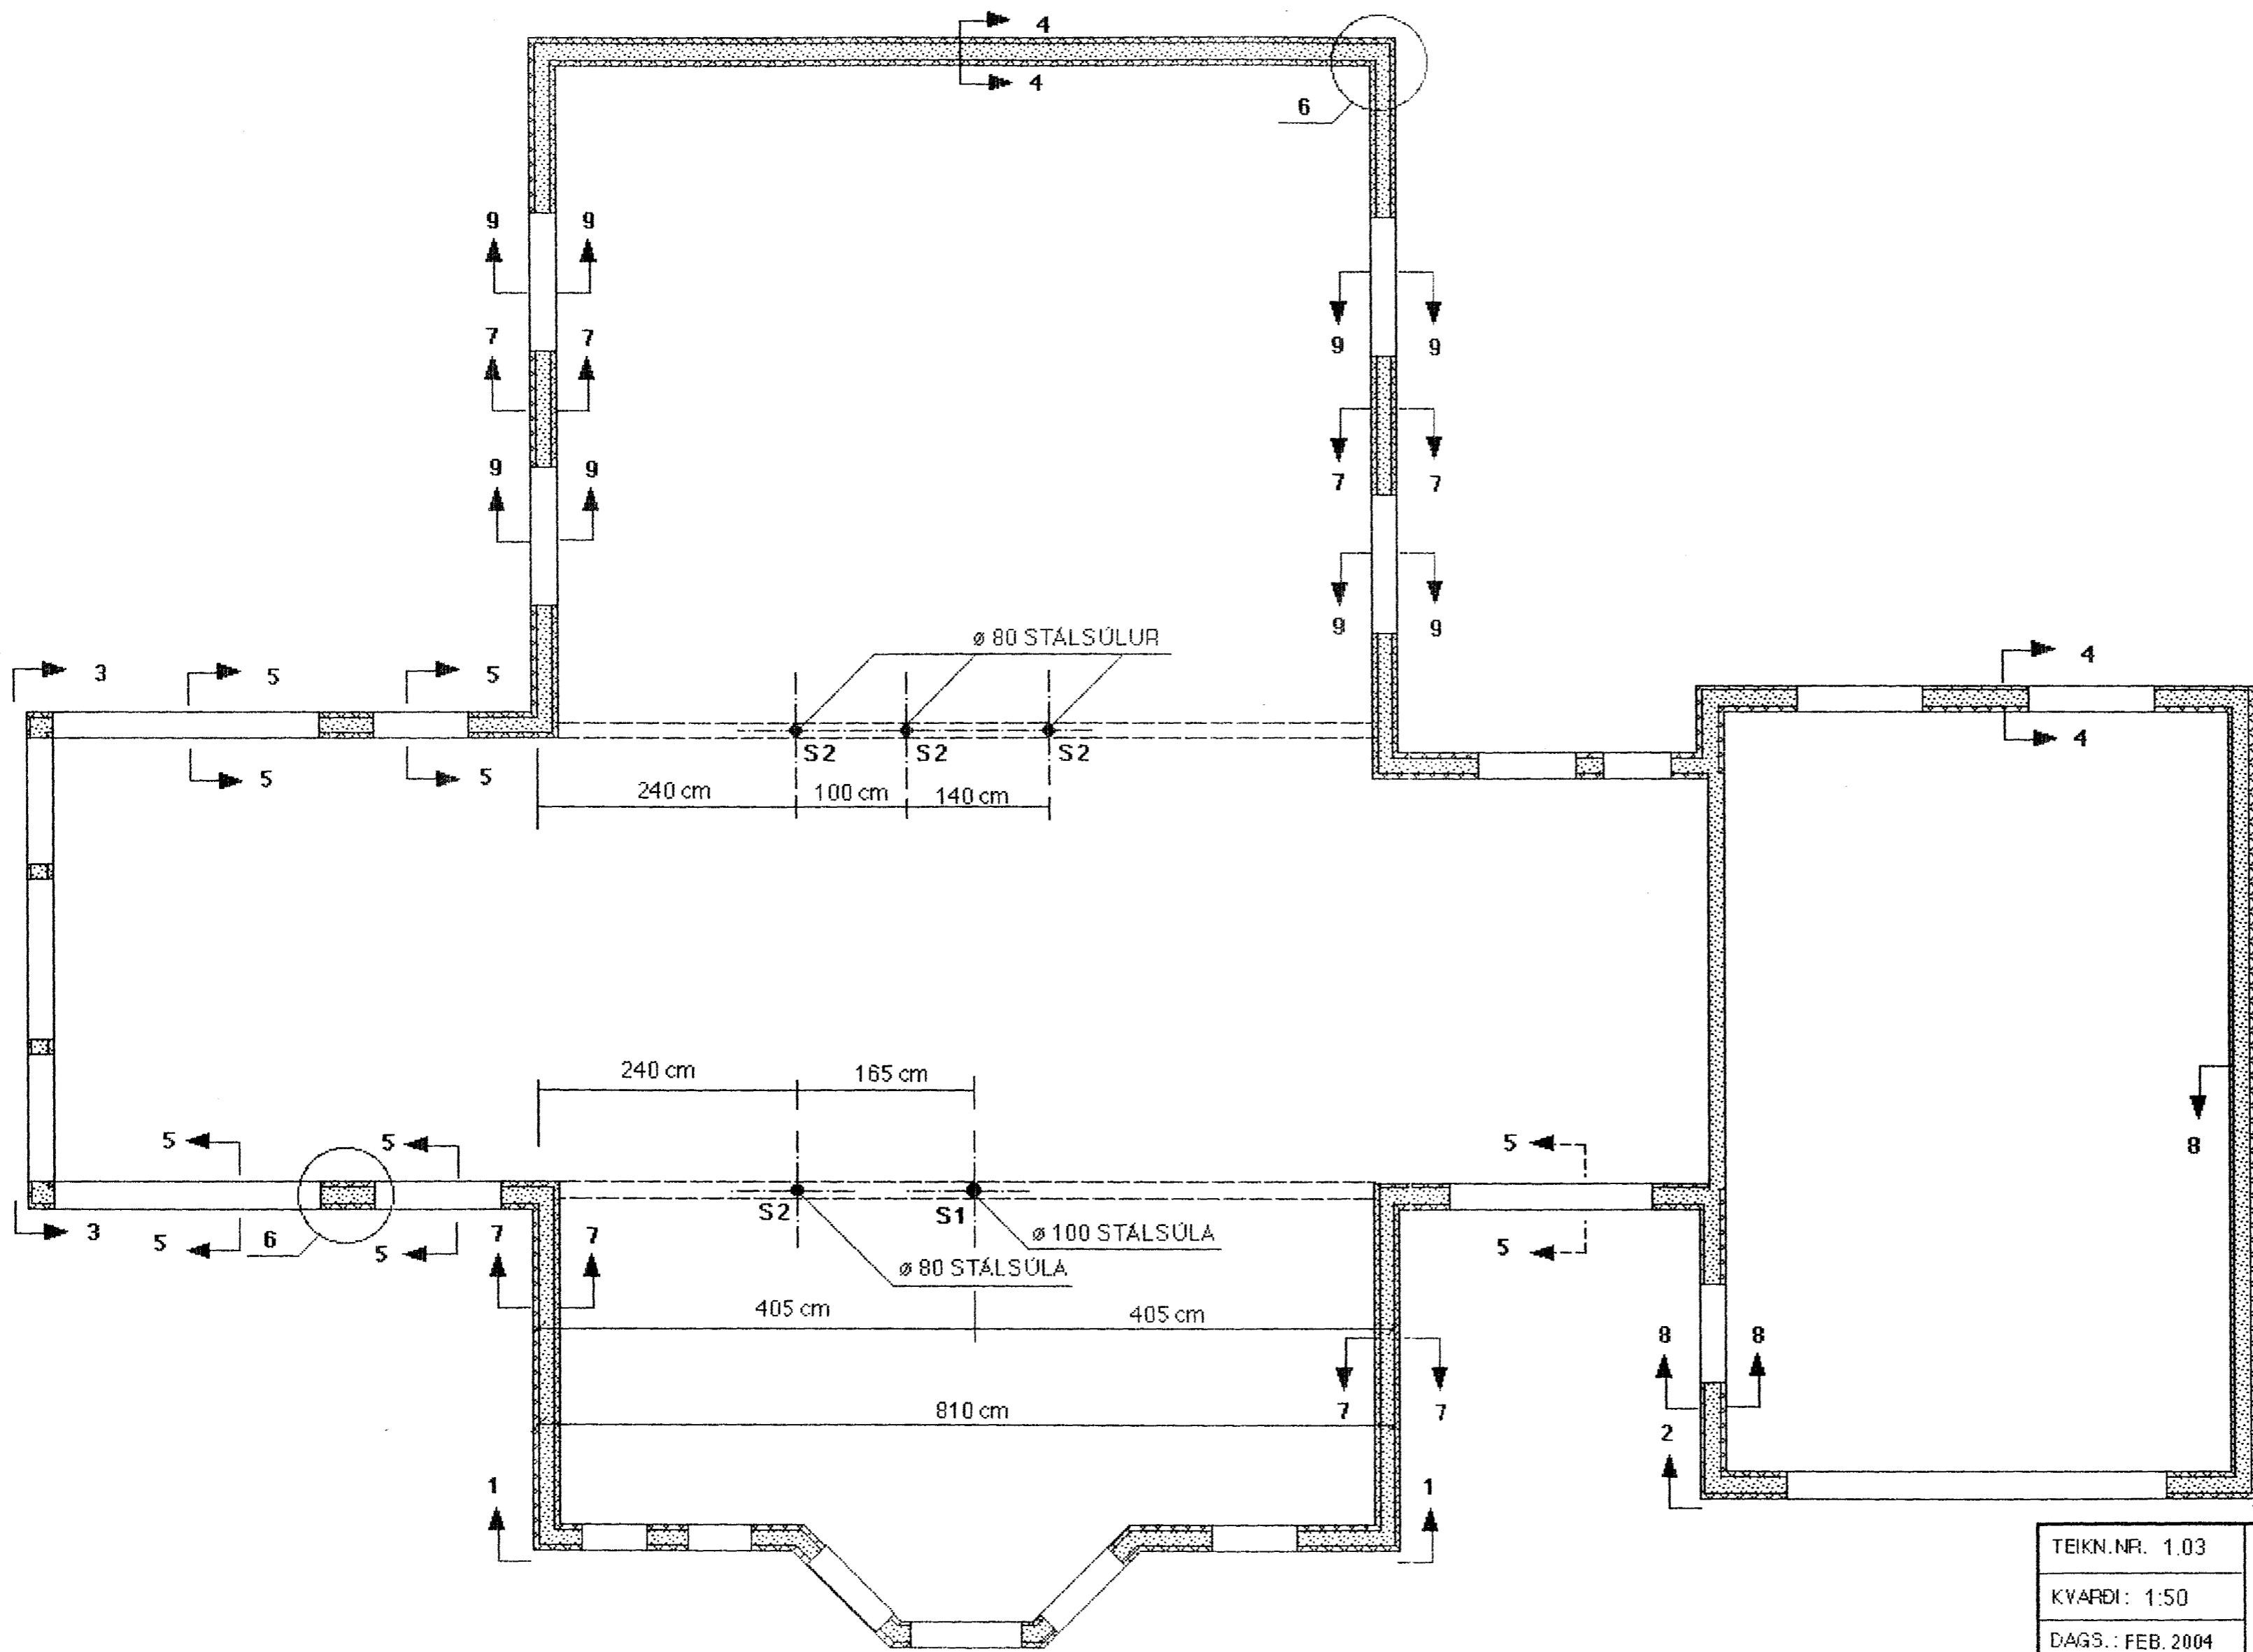 4
4
6
9 9
7 7
9 9
9 9
7 7
9 9
ø 80 STÁLSÚLUR
3 5 5
5 5
S2 S2 S2
240 cm 100 cm 140 cm
4
4
240 cm 165 cm
5 5 5
8
S2 S1
3 5 6 5 7 7 5
ø 100 STÁLSÚLA
ø 80 STÁLSÚLA
405 cm 405 cm
8 8
810 cm 7 7
2
1 1
TEIKN.NR. 1.03
KVARÐI: 1:50
DAGS.: FEB. 2004